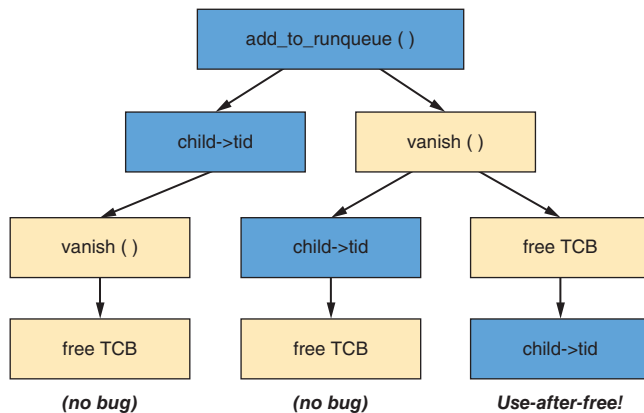 add_to_runqueue ( )
child->tid
vanish ( )
vanish ( )
child->tid
free TCB
free TCB
free TCB
child->tid
(no bug)
(no bug)
Use-after-free!